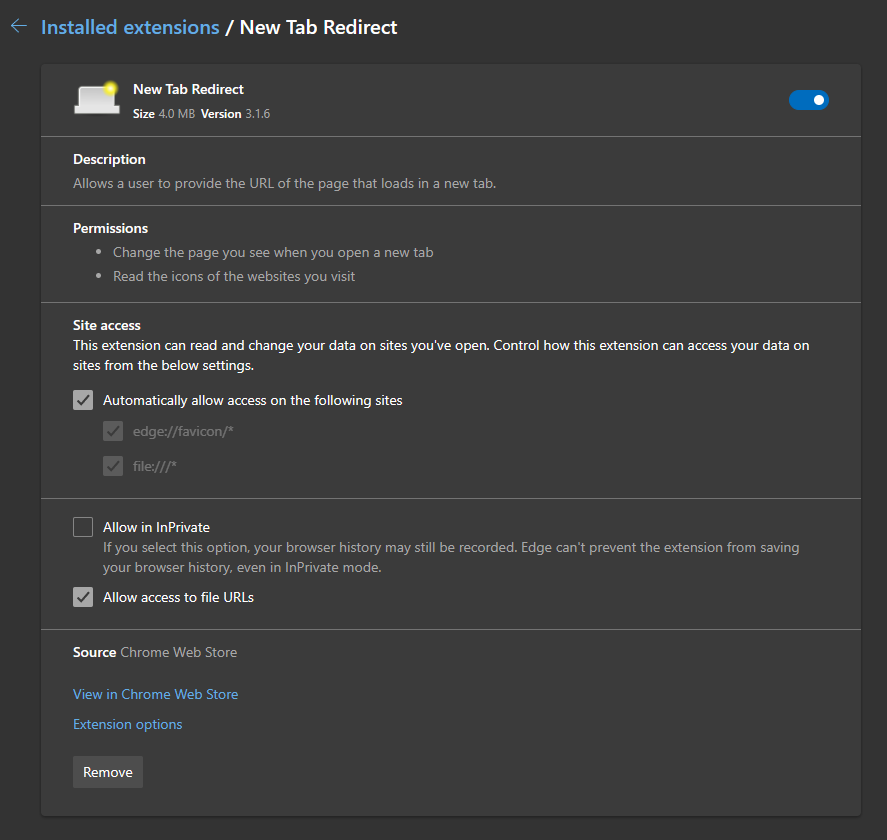 Installed extensions / New Tab Redirect
New Tab Redirect
Size 4.0 MB Version 3.1.6
Description
Allows a user to provide the URL of the page that loads in a new tab.
Permissions
Change the page you see when you open a new tab
Read the icons of the websites you visit
Site access
This extension can read and change your data on sites you've open. Control how this extension can access your data on
sites from the below settings.
Automatically allow access on the following sites
edge://favicon/*
file:///*
Allow in InPrivate
If you select this option, your browser history may still be recorded. Edge can't prevent the extension from saving
your browser history, even in InPrivate mode.
Allow access to file URLs
Source Chrome Web Store
View in Chrome Web Store
Extension options
Remove